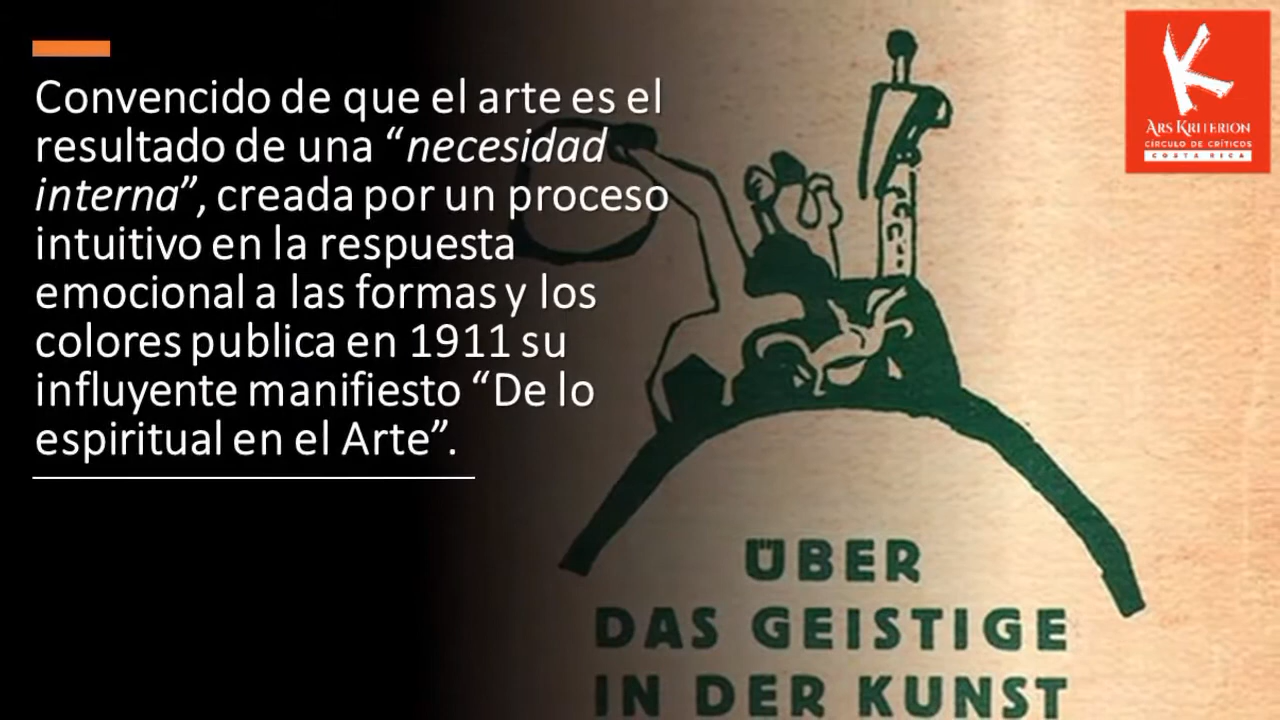 Convencido de que el arte es el
resultado de una “necesidad
interna”, creada por un proceso
intuitivo en la respuesta
emocional a las formas y los
colores publica en 1911 su
influyente manifiesto “De lo
espiritual en el Arte”.
ARS KRITERION
CÍRCULO DE CRÍTICOS
COSTA RICA
ÜBER
DAS GEISTIGE
IN DER KUNST